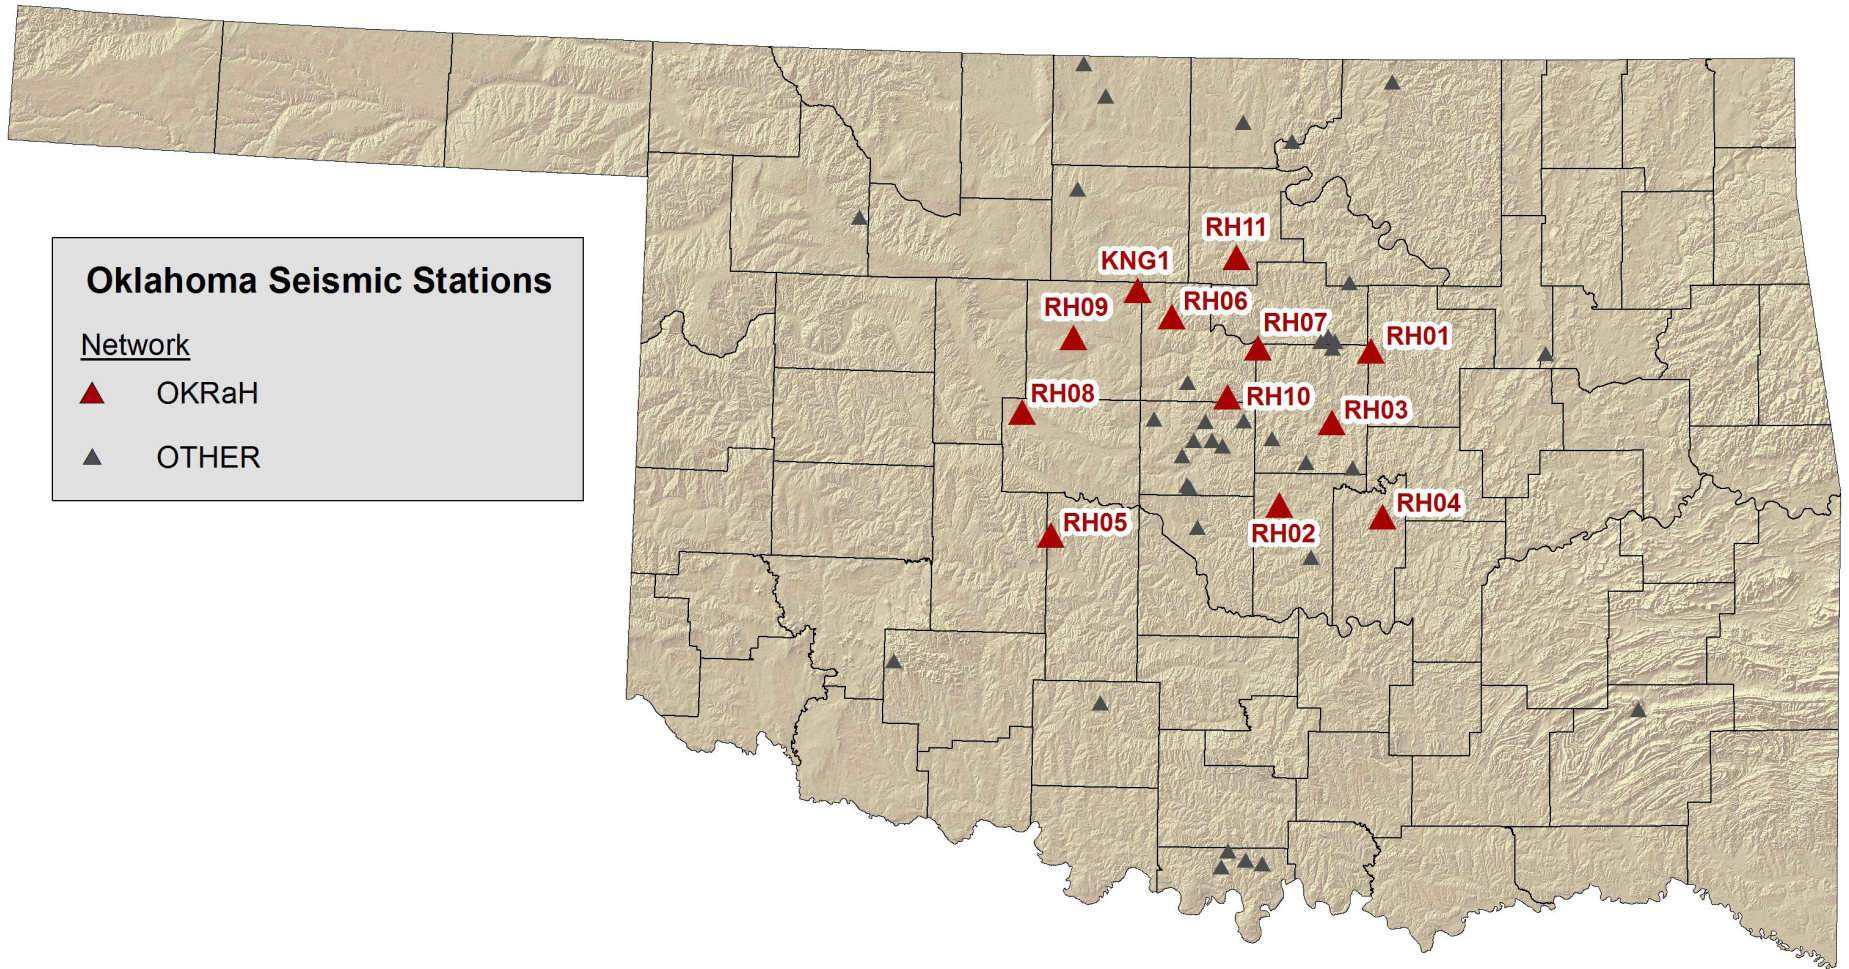 Oklahoma Seismic Stations
Network
OKRaH
OTHER
RH11
KNG1
RH09
RH06
RH07
RH01
RH08
RH10
RH03
RH05
RH04
RH02